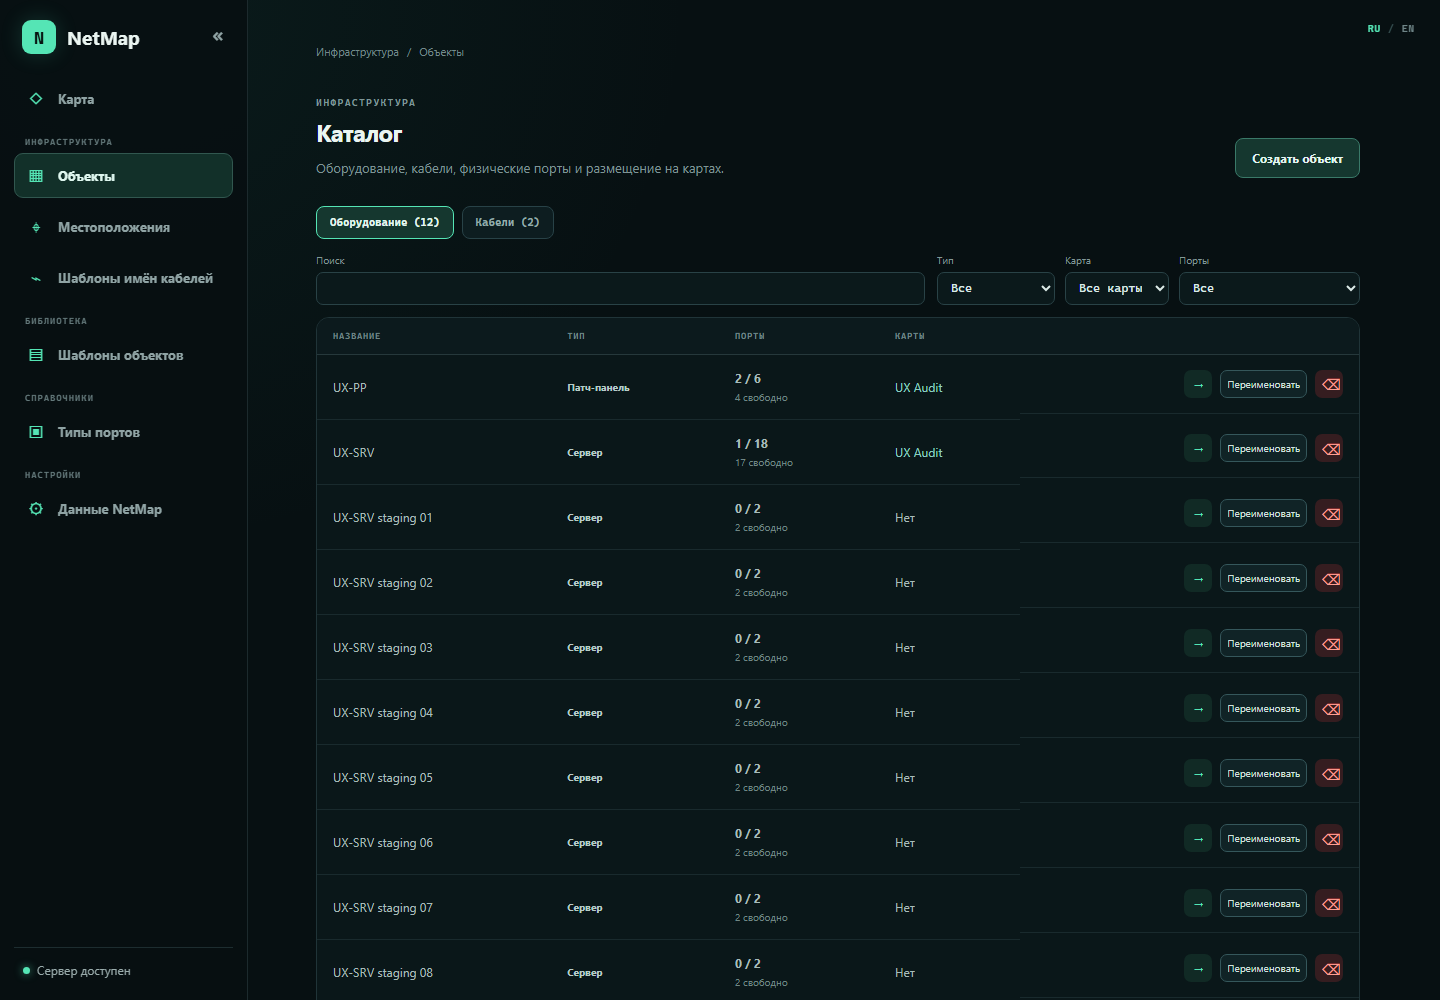 N NetMap «
RU / EN
Карта
ИНФРАСТРУКТУРА
Объекты
Местоположения
Шаблоны имён кабелей
БИБЛИОТЕКА
Шаблоны объектов
СПРАВОЧНИКИ
Типы портов
НАСТРОЙКИ
Данные NetMap
Сервер доступен
Инфраструктура / Объекты
ИНФРАСТРУКТУРА
Каталог
Оборудование, кабели, физические порты и размещение на картах.
Создать объект
Оборудование (12) Кабели (2)
Поиск Тип Карта Порты
Все Все карты Все
НАЗВАНИЕ ТИП ПОРТЫ КАРТЫ
UX-PP Патч-панель 2 / 6 UX Audit → Переименовать
4 свободно
UX-SRV Сервер 1 / 18 UX Audit → Переименовать
17 свободно
UX-SRV staging 01 Сервер 0 / 2 Нет → Переименовать
2 свободно
UX-SRV staging 02 Сервер 0 / 2 Нет → Переименовать
2 свободно
UX-SRV staging 03 Сервер 0 / 2 Нет → Переименовать
2 свободно
UX-SRV staging 04 Сервер 0 / 2 Нет → Переименовать
2 свободно
UX-SRV staging 05 Сервер 0 / 2 Нет → Переименовать
2 свободно
UX-SRV staging 06 Сервер 0 / 2 Нет → Переименовать
2 свободно
UX-SRV staging 07 Сервер 0 / 2 Нет → Переименовать
2 свободно
UX-SRV staging 08 Сервер 0 / 2 Нет → Переименовать
2 свободно